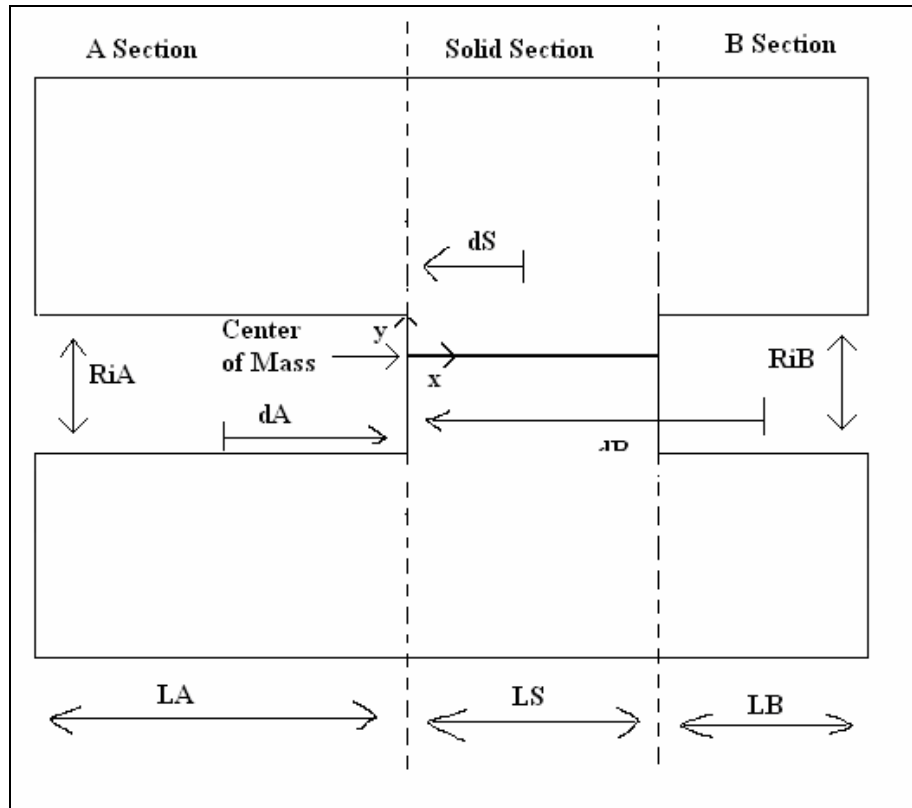 A Section
Solid Section
B Section
dS
Center
of Mass
y
x
RiA
RiB
dA
LA
LS
LB